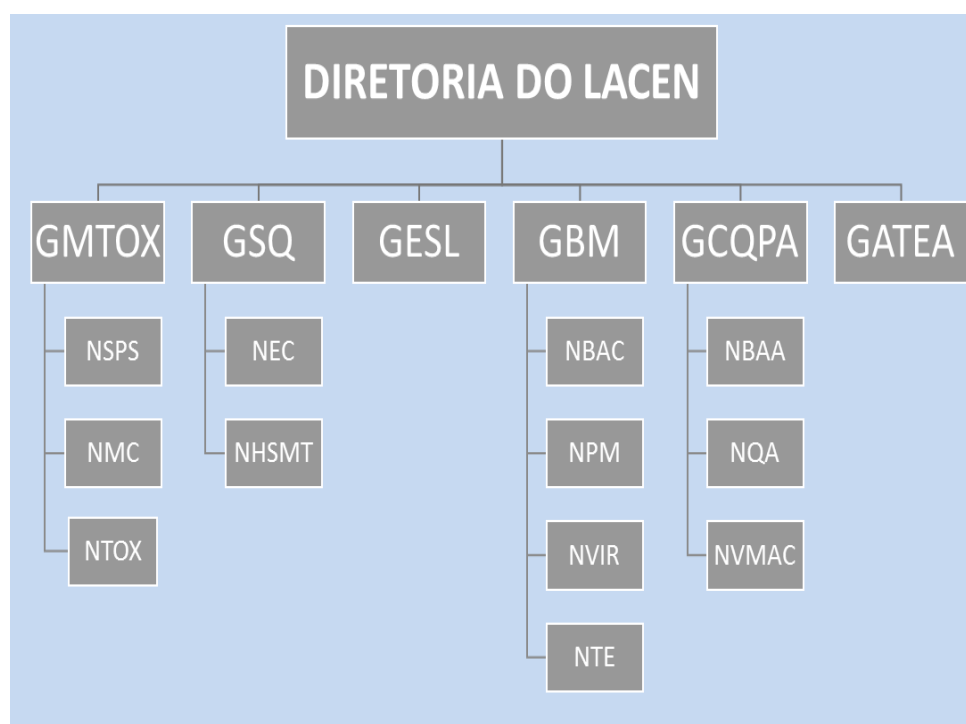 DIRETORIA DO LACEN
GMTOX
GSQ
GESL
GBM
GCQPA
GATEA
NSPS
NEC
NBAC
NBAA
NMC
NHSMT
NPM
NQA
NTOX
NVIR
NVMAC
NTE